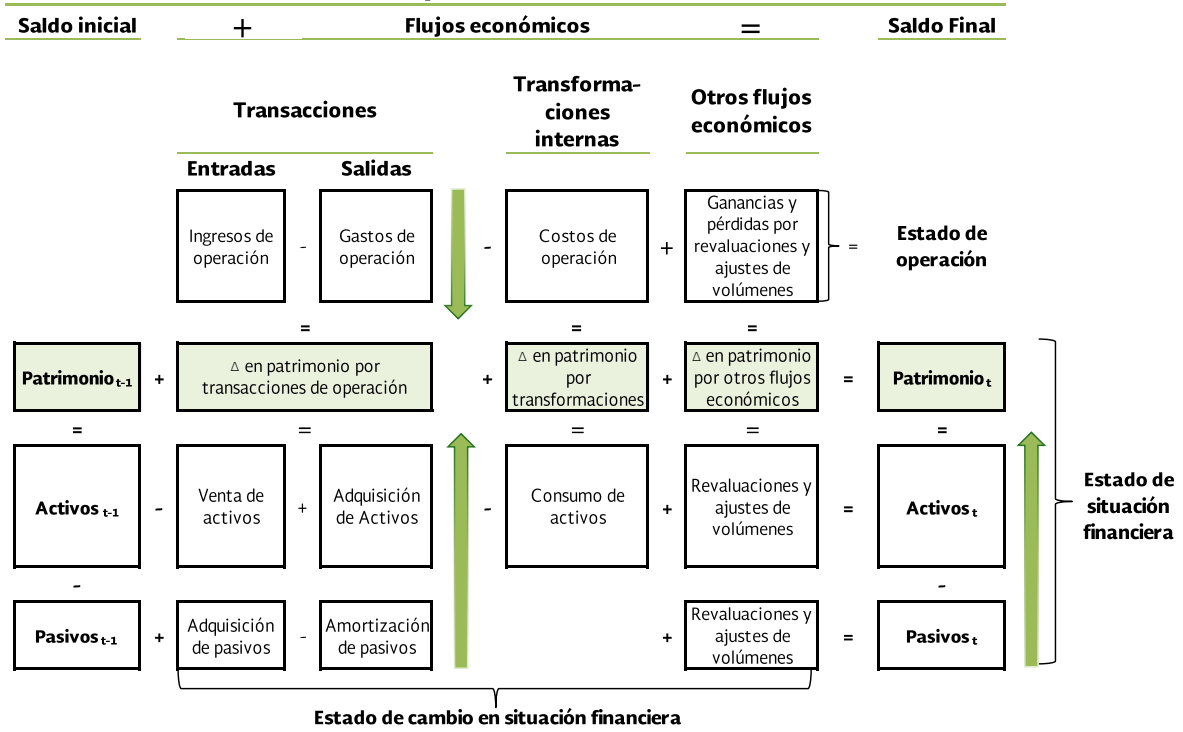 Saldo inicial + Flujos económicos = Saldo Final
Transacciones
Transforma-
ciones
internas
Otros flujos
económicos
Entradas
Salidas
Ingresos de
operación
-
Gastos de
operación
-
Costos de
operación
+
Ganancias y
pérdidas por
revaluaciones y
ajustes de
volúmenes
=
Estado de
operación
= = =
Patrimonio t-1
+
Δ en patrimonio por
transacciones de operación
+
Δ en patrimonio
por
transformaciones
+
Δ en patrimonio
por otros flujos
económicos
=
Patrimonio t
= = = = =
Activos t-1
-
Venta de
activos
+
Adquisición
de Activos
-
Consumo de
activos
+
Revaluaciones y
ajustes de
volúmenes
=
Activos t
Estado de
situación
financiera
- -
Pasivos t-1
+
Adquisición
de pasivos
-
Amortización
de pasivos
+
Revaluaciones y
ajustes de
volúmenes
=
Pasivos t
Estado de cambio en situación financiera